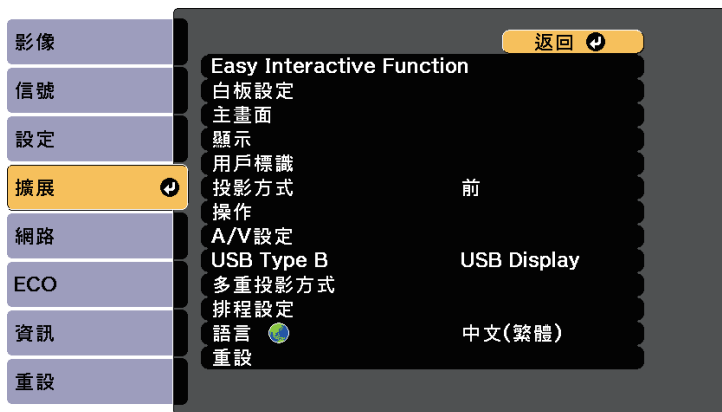 影像
信號
設定
擴展
網路
ECO
資訊
重設
返回
Easy Interactive Function
白板設定
主畫面
顯示
用戶標識
投影方式 前
操作
A/V設定
USB Type B USB Display
多重投影方式
排程設定
語言 中文(繁體)
重設